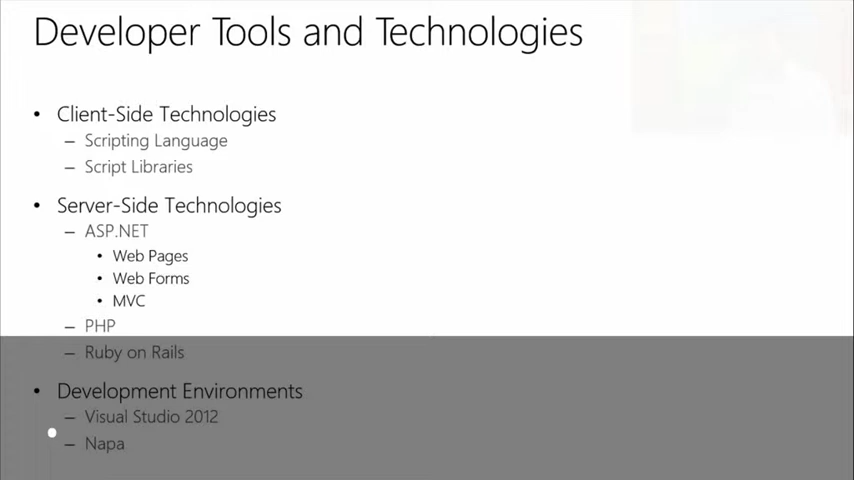 Developer Tools and Technologies
• Client-Side Technologies
– Scripting Language
– Script Libraries
• Server-Side Technologies
– ASP.NET
• Web Pages
• Web Forms
• MVC
– PHP
– Ruby on Rails
• Development Environments
– Visual Studio 2012
– Napa